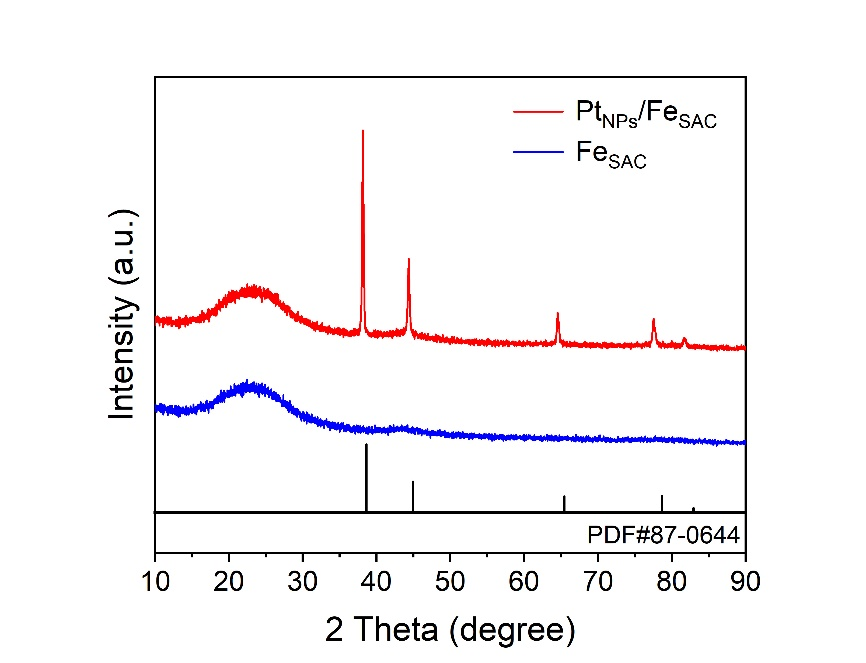 Pt_NPs/Fe_SAC
Fe_SAC
Intensity (a.u.)
PDF#87-0644
10 20 30 40 50 60 70 80 90
2 Theta (degree)